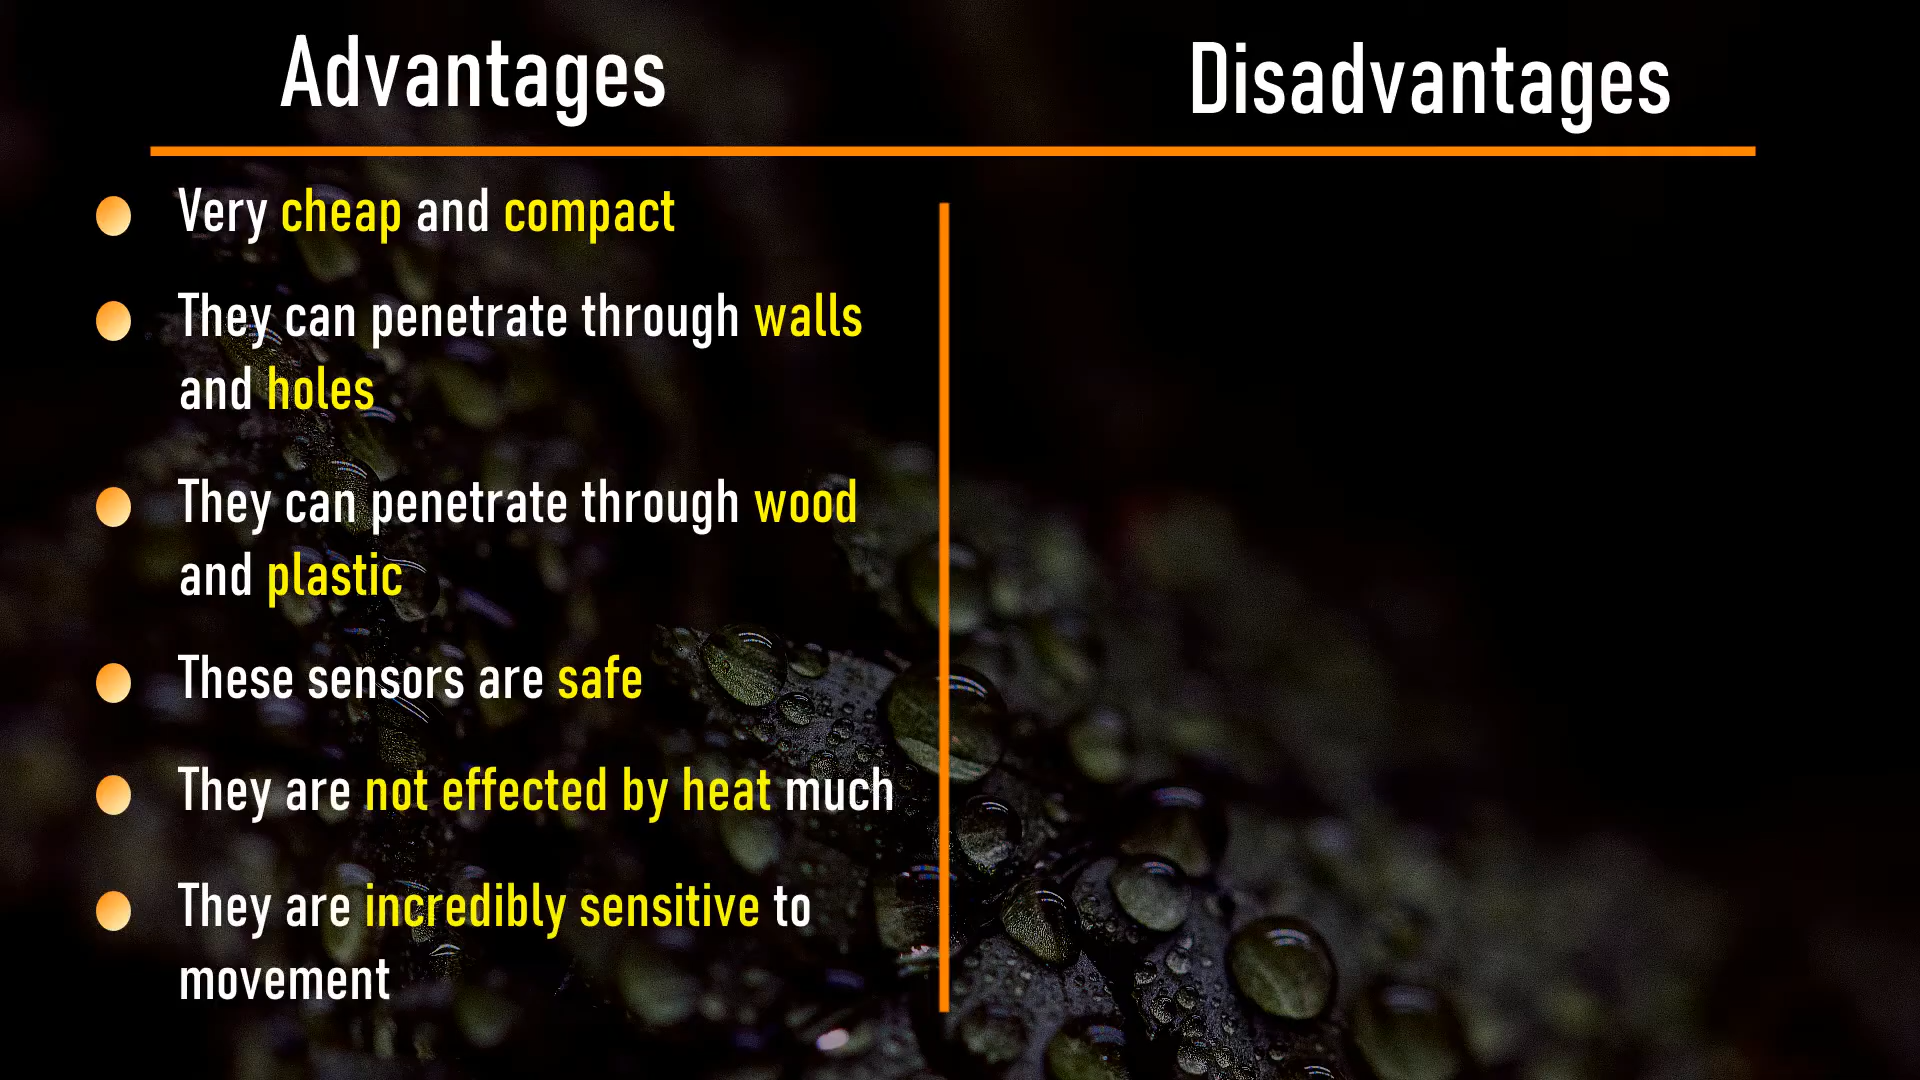 Advantages
Disadvantages
Very cheap and compact
They can penetrate through walls
and holes
They can penetrate through wood
and plastic
These sensors are safe
They are not effected by heat much
They are incredibly sensitive to
movement